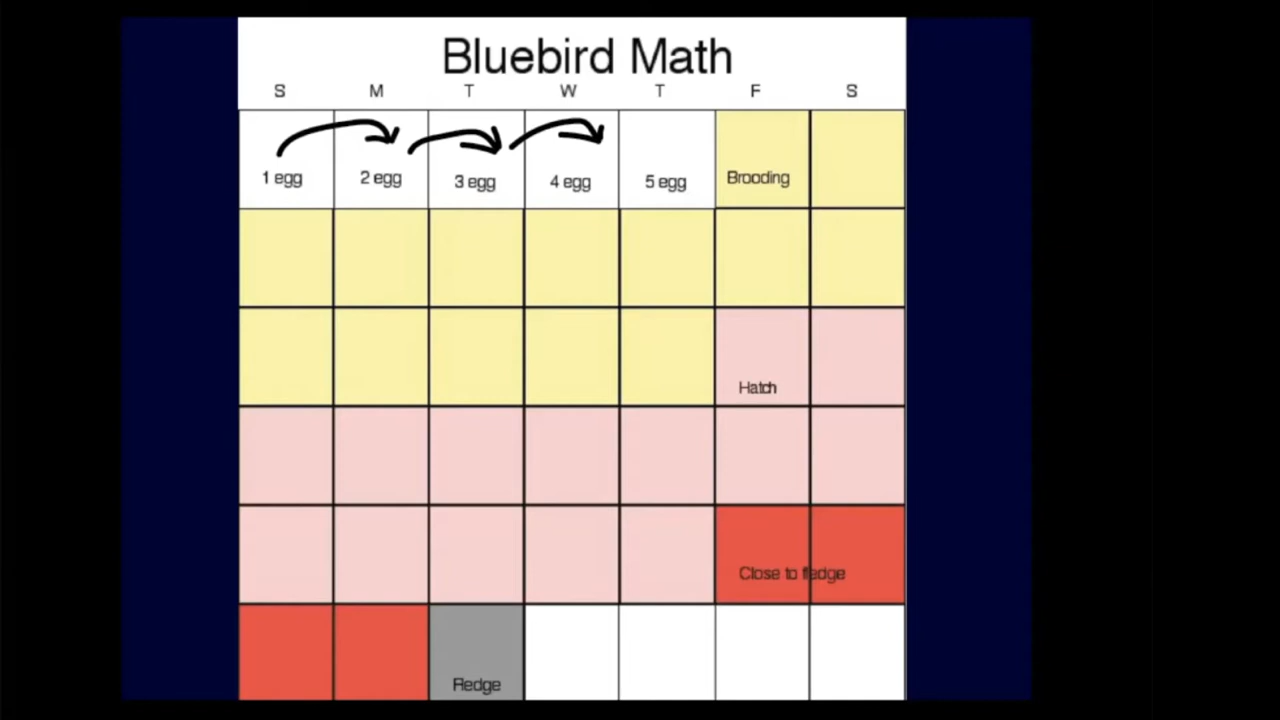 Bluebird Math
S M T W T F S
1 egg 2 egg 3 egg 4 egg 5 egg Brooding
Hatch
Close to fledge
Fledge